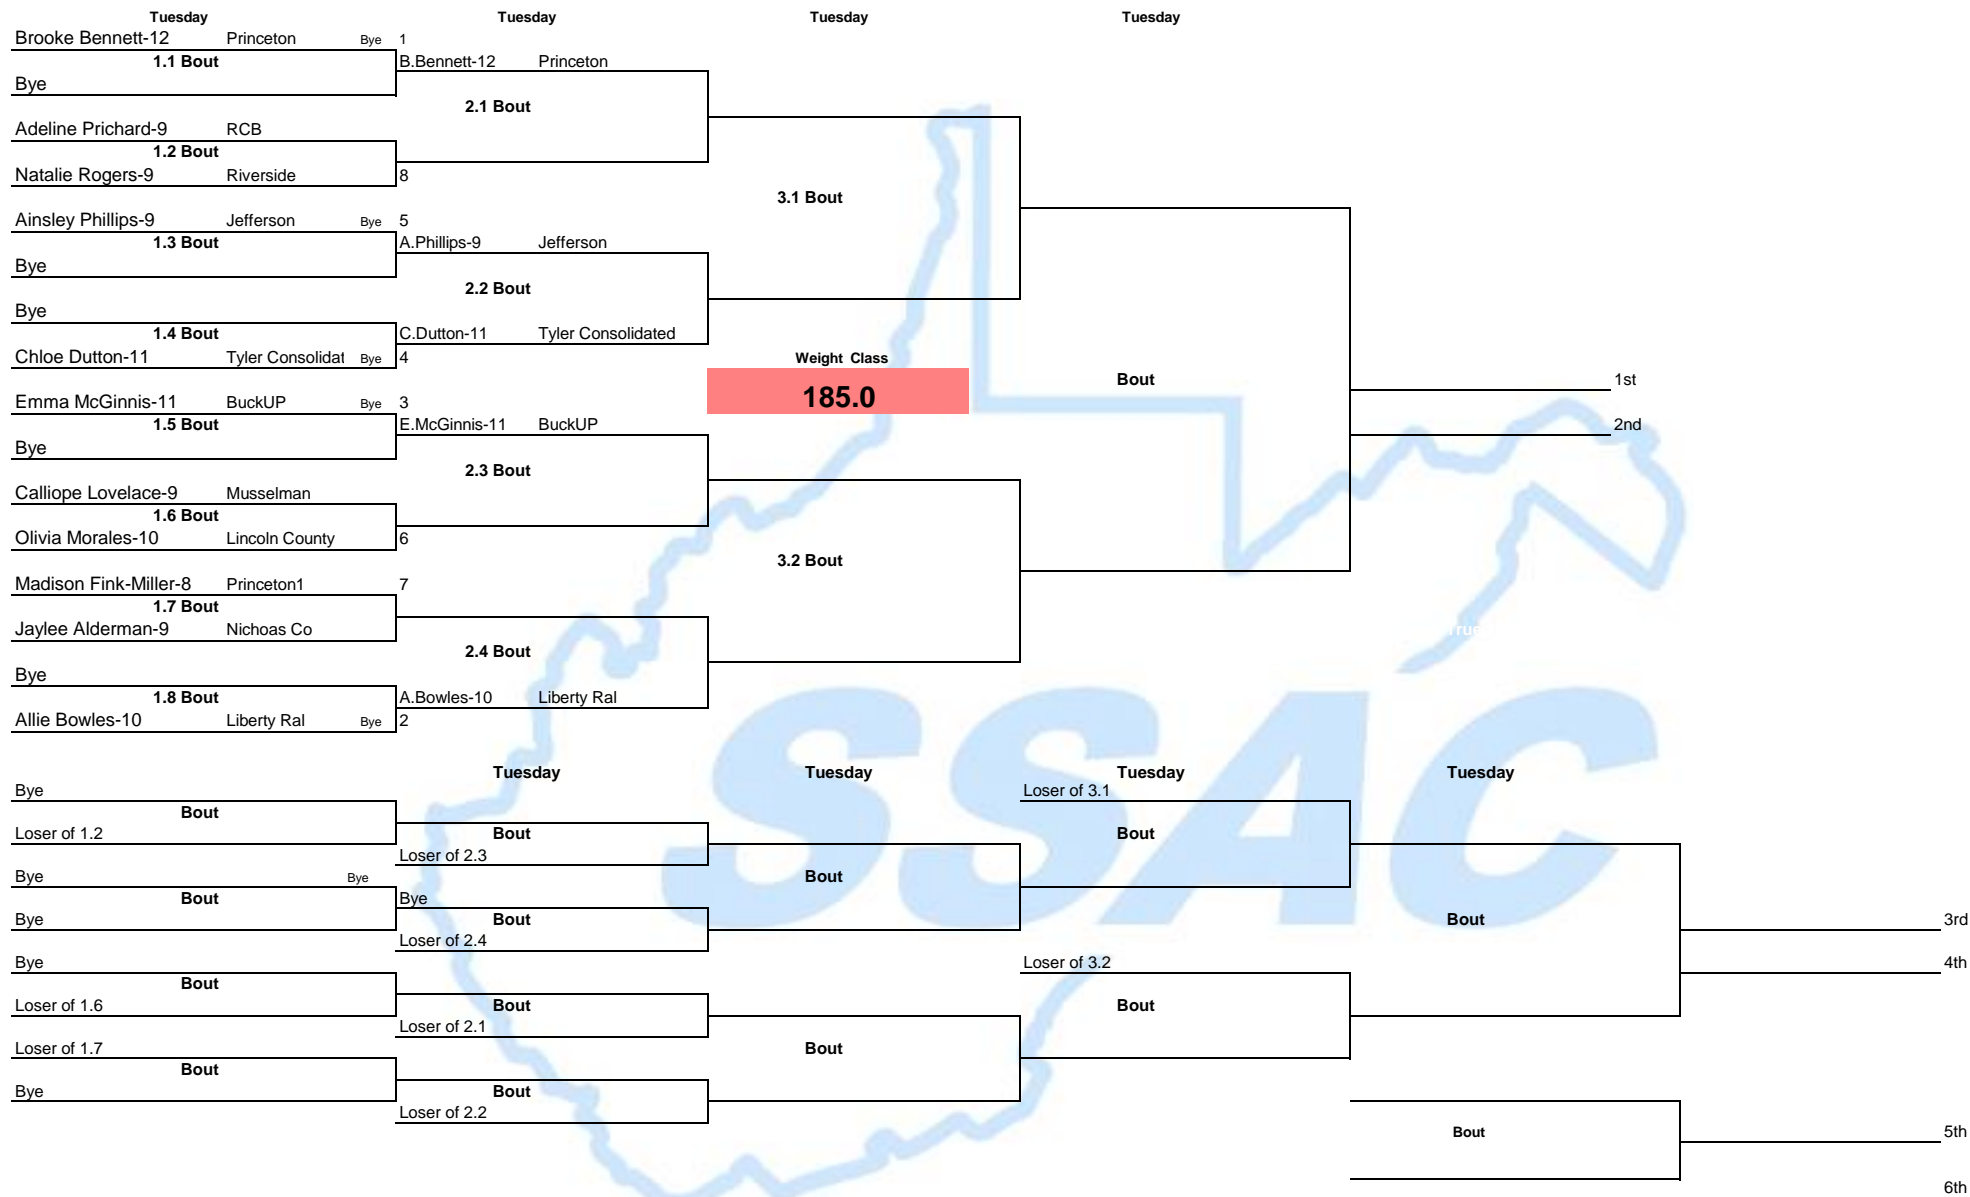 Tuesday Tuesday Tuesday Tuesday
Brooke Bennett-12 Princeton Bye 1
1.1 Bout B.Bennett-12 Princeton
Bye
2.1 Bout
Adeline Prichard-9 RCB
1.2 Bout
Natalie Rogers-9 Riverside 8
3.1 Bout
Ainsley Phillips-9 Jefferson Bye 5
1.3 Bout A.Phillips-9 Jefferson
Bye
2.2 Bout
Bye
1.4 Bout C.Dutton-11 Tyler Consolidated
Chloe Dutton-11 Tyler Consolidat Bye 4 Weight Class
Bout 1st
185.0
Emma McGinnis-11 BuckUP Bye 3
1.5 Bout E.McGinnis-11 BuckUP 2nd
Bye
2.3 Bout
Calliope Lovelace-9 Musselman
1.6 Bout
Olivia Morales-10 Lincoln County 6
3.2 Bout
Madison Fink-Miller-8 Princeton1 7
1.7 Bout
Jaylee Alderman-9 Nichoas Co True
2.4 Bout
Bye
1.8 Bout A.Bowles-10 Liberty Ral
Allie Bowles-10 Liberty Ral Bye 2
SSAC
Tuesday Tuesday Tuesday Tuesday
Bye Loser of 3.1
Bout
Loser of 1.2 Bout Bout
Loser of 2.3
Bye Bye Bout
Bout Bye
Bye Bout Bout 3rd
Loser of 2.4
Bye Loser of 3.2 4th
Bout
Loser of 1.6 Bout Bout
Loser of 2.1
Loser of 1.7 Bout
Bout
Bye Bout
Loser of 2.2
Bout 5th
6th